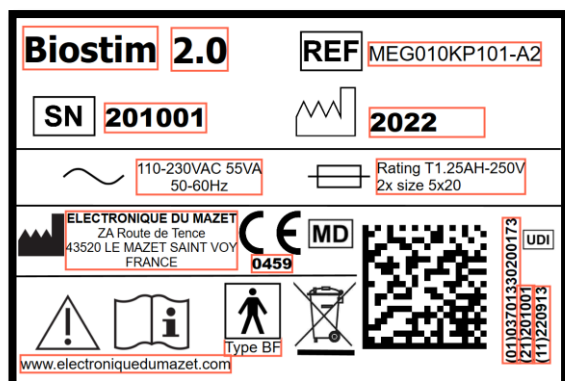 Biostim 2.0
REF MEG010KP101-A2
SN 201001
2022
110-230VAC 55VA
50-60Hz
Rating T1.25AH-250V
2x size 5x20
ELECTRONIQUE DU MAZET
ZA Route de Tence
43520 LE MAZET SAINT VOY
FRANCE
CE
0459
MD
UDI
(01)03701330200173
(21)201001
(11)220913
i
Type BF
www.electroniquedumazet.com